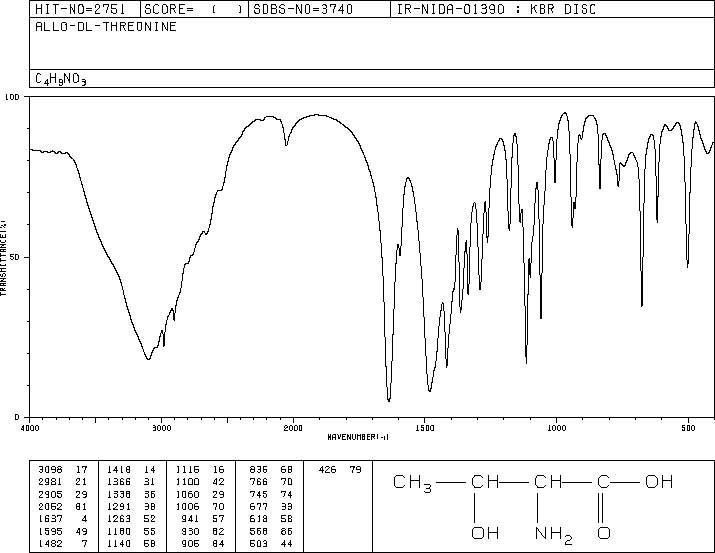 HIT-NO=2751 SCORE= ( ) SDBS-NO=3740 IR-NIDA-01390 : KBR DISC
ALLO-DL-THREONINE
C4H9NO3
100
50
0
TRANSMITTANCE(%)
4000 3000 2000 1500 1000 500
WAVENUMBER(-1)
3098 17 1418 14 1115 16 835 68 426 79
2981 21 1366 31 1100 42 766 70
2905 29 1338 36 1060 29 745 74
2052 81 1291 38 1006 70 677 33
1637 4 1263 52 941 57 618 58
1595 49 1180 55 930 62 568 86
1482 7 1140 58 905 84 503 44
CH3 CH CH C OH
OH NH2 O